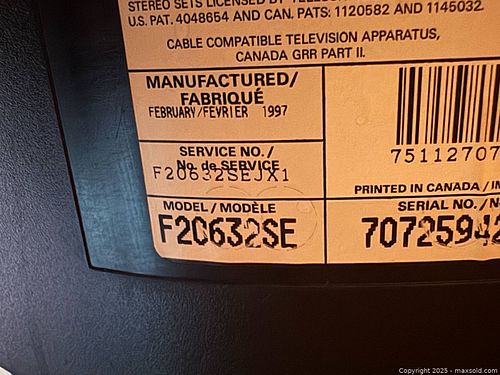 STEREO SETS LICENSED BY
U.S. PAT. 4048654 AND CAN. PATS. 1120582 AND 1145032.
CABLE COMPATIBLE TELEVISION APPARATUS,
CANADA GRR PART II.
MANUFACTURED/
FABRIQUÉ
FEBRUARY/FEVRIER 1997
75112707
SERVICE NO./
No. de SERVICE
F20632SEJX1
PRINTED IN CANADA / IM
MODEL / MODÈLE
F20632SE
SERIAL NO. / N
70725942
Copyright © 2025 - maxsold.com